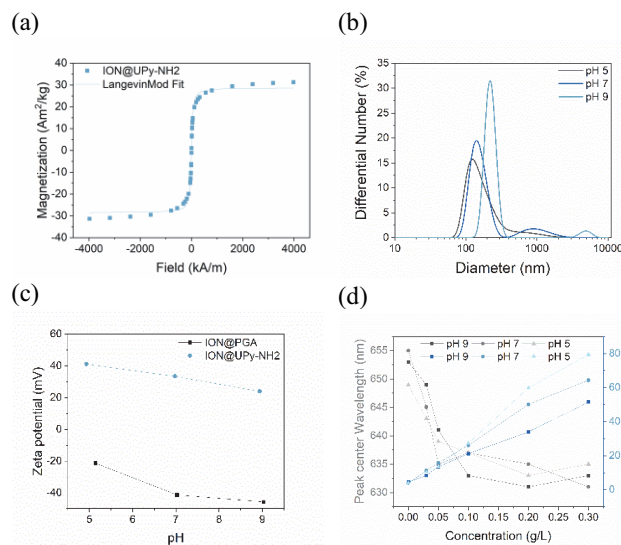 (a)
ION@UPy-NH2
LangevinMod Fit
Magnetization (Am²/kg)
40
30
20
10
0
-10
-20
-30
-40
-4000
-2000
0
2000
4000
Field (kA/m)
(b)
pH 5
pH 7
pH 9
Differential Number (%)
35
30
25
20
15
10
5
0
10
100
1000
10000
Diameter (nm)
(c)
ION@PGA
ION@UPy-NH2
Zeta potential (mV)
60
40
20
0
-20
-40
5
6
7
8
9
pH
(d)
pH 9
pH 7
pH 5
pH 9
pH 7
pH 5
Peak center Wavelength (nm)
655
650
645
640
635
630
80
60
40
20
0
0.00
0.05
0.10
0.15
0.20
0.25
0.30
Concentration (g/L)